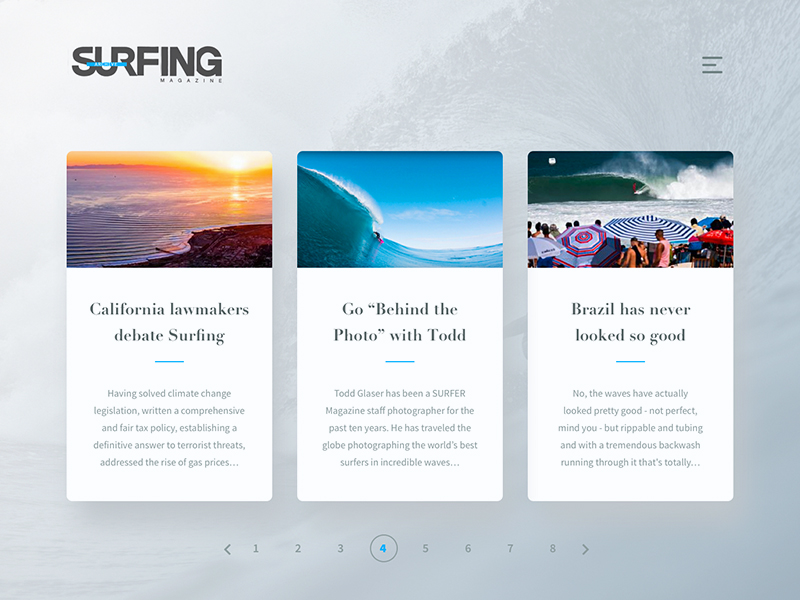 SURFING
MAGAZINE
California lawmakers
debate Surfing
Having solved climate change
legislation, written a comprehensive
and fair tax policy, establishing a
definitive answer to terrorist threats,
addressed the rise of gas prices…
Go “Behind the
Photo” with Todd
Todd Glaser has been a SURFER
Magazine staff photographer for the
past ten years. He has traveled the
globe photographing the world’s best
surfers in incredible waves…
Brazil has never
looked so good
No, the waves have actually
looked pretty good - not perfect,
mind you - but rippable and tubing
and with a tremendous backwash
running through it that’s totally…
1 2 3 4 5 6 7 8